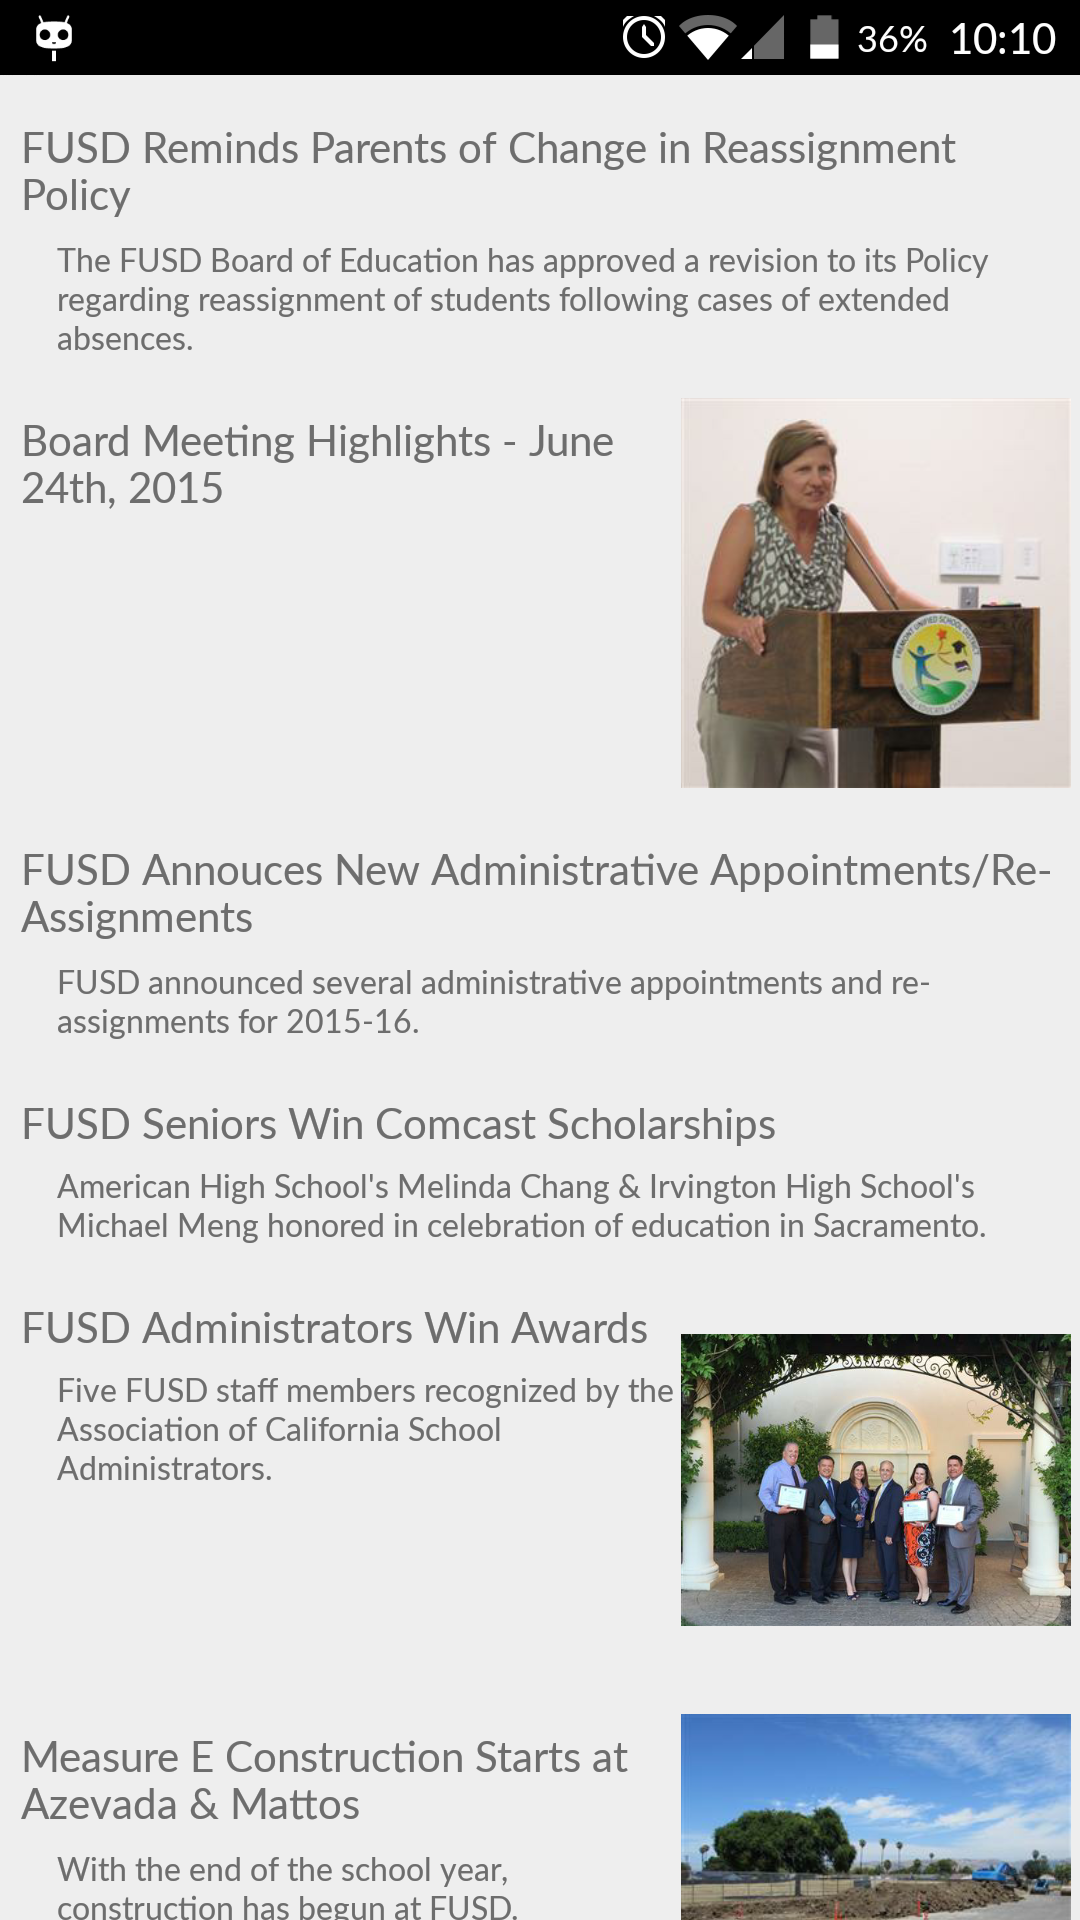 36% 10:10
FUSD Reminds Parents of Change in Reassignment
Policy
The FUSD Board of Education has approved a revision to its Policy
regarding reassignment of students following cases of extended
absences.
Board Meeting Highlights - June
24th, 2015
FREMONT UNIFIED SCHOOL DISTRICT
FUSD Annouces New Administrative Appointments/Re-
Assignments
FUSD announced several administrative appointments and re-
assignments for 2015-16.
FUSD Seniors Win Comcast Scholarships
American High School's Melinda Chang & Irvington High School's
Michael Meng honored in celebration of education in Sacramento.
FUSD Administrators Win Awards
Five FUSD staff members recognized by the
Association of California School
Administrators.
Measure E Construction Starts at
Azevada & Mattos
With the end of the school year,
construction has begun at FUSD.